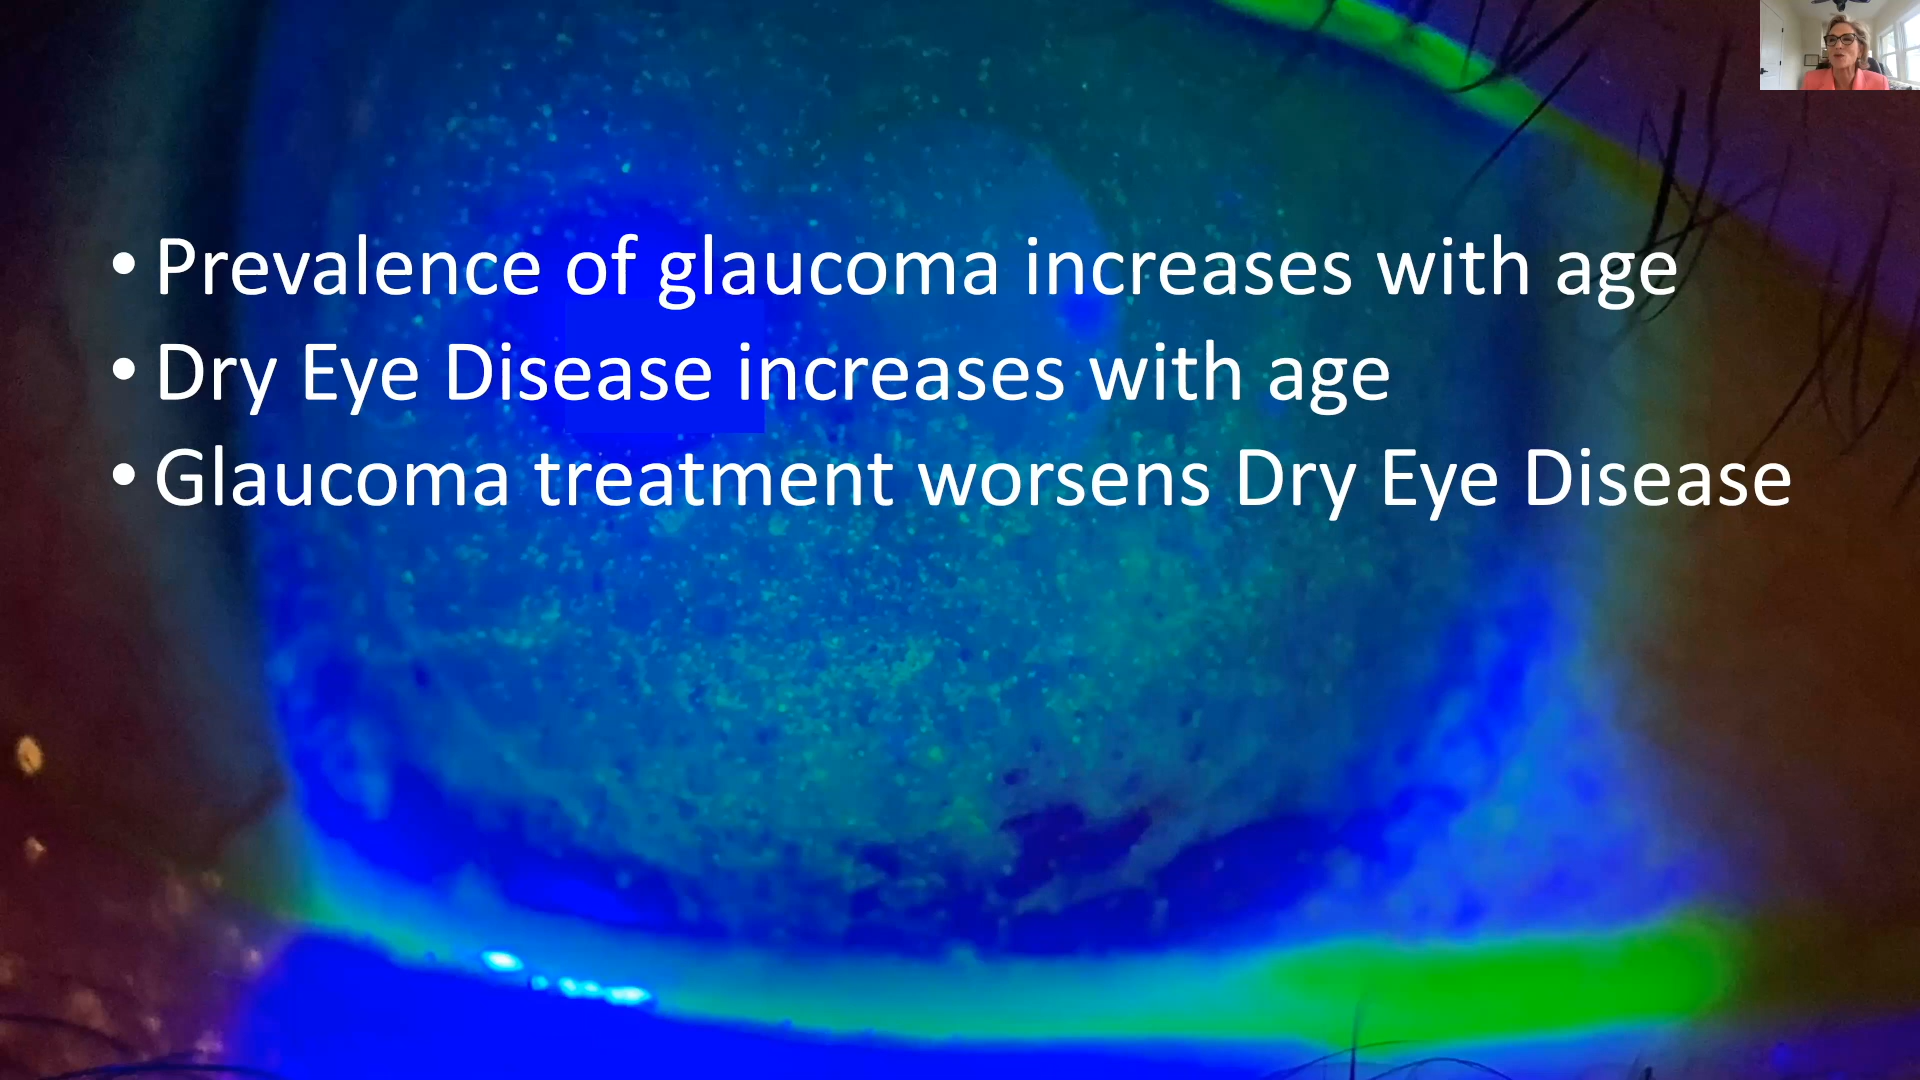 • Prevalence of glaucoma increases with age
• Dry Eye Disease increases with age
• Glaucoma treatment worsens Dry Eye Disease